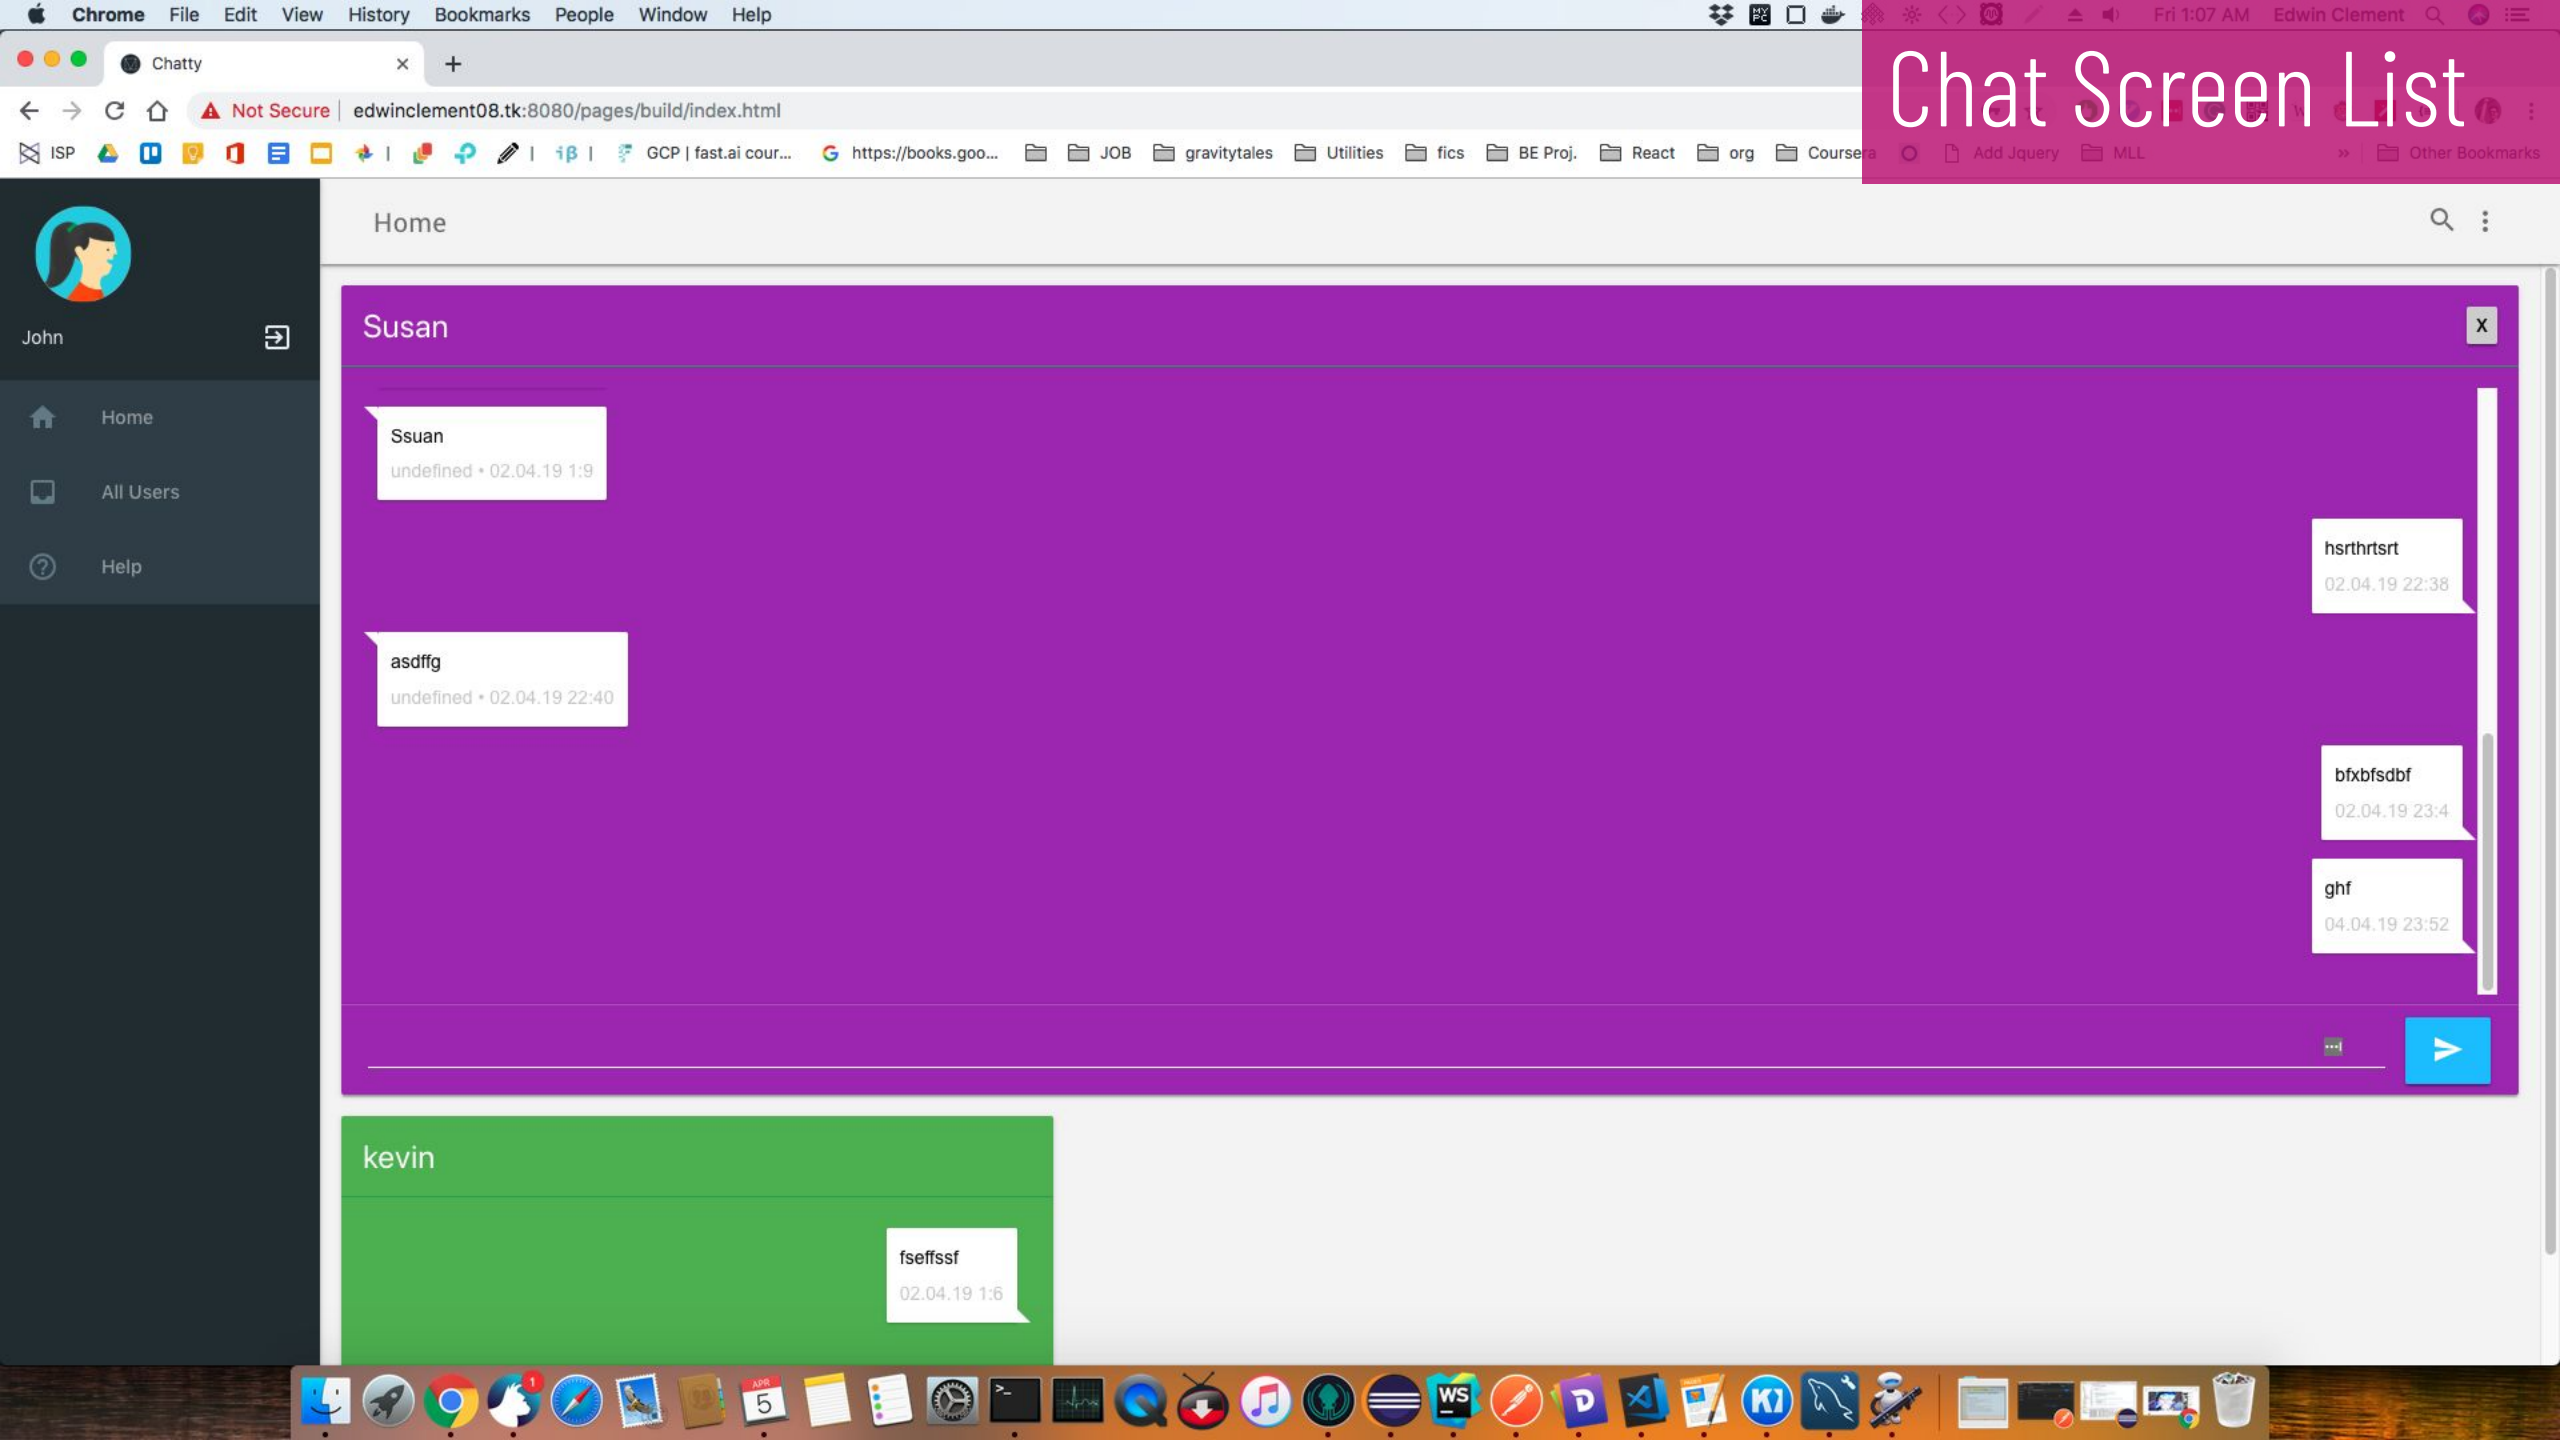 Chrome File Edit View History Bookmarks People Window Help
Fri 1:07 AM Edwin Clement
Chat Screen List
Chatty
Not Secure edwinclement08.tk:8080/pages/build/index.html
ISP
GCP | fast.ai cour...
https://books.goo...
JOB
gravitytales
Utilities
fics
BE Proj.
React
org
Coursera
Add Jquery
MLL
Other Bookmarks
Home
John
Home
All Users
Help
Susan
X
Ssuan
undefined • 02.04.19 1:9
hsrthrtsrt
02.04.19 22:38
asdffg
undefined • 02.04.19 22:40
bfxbfsdbf
02.04.19 23:4
ghf
04.04.19 23:52
kevin
fseffssf
02.04.19 1:6
1
APR
5
WS
D
KI